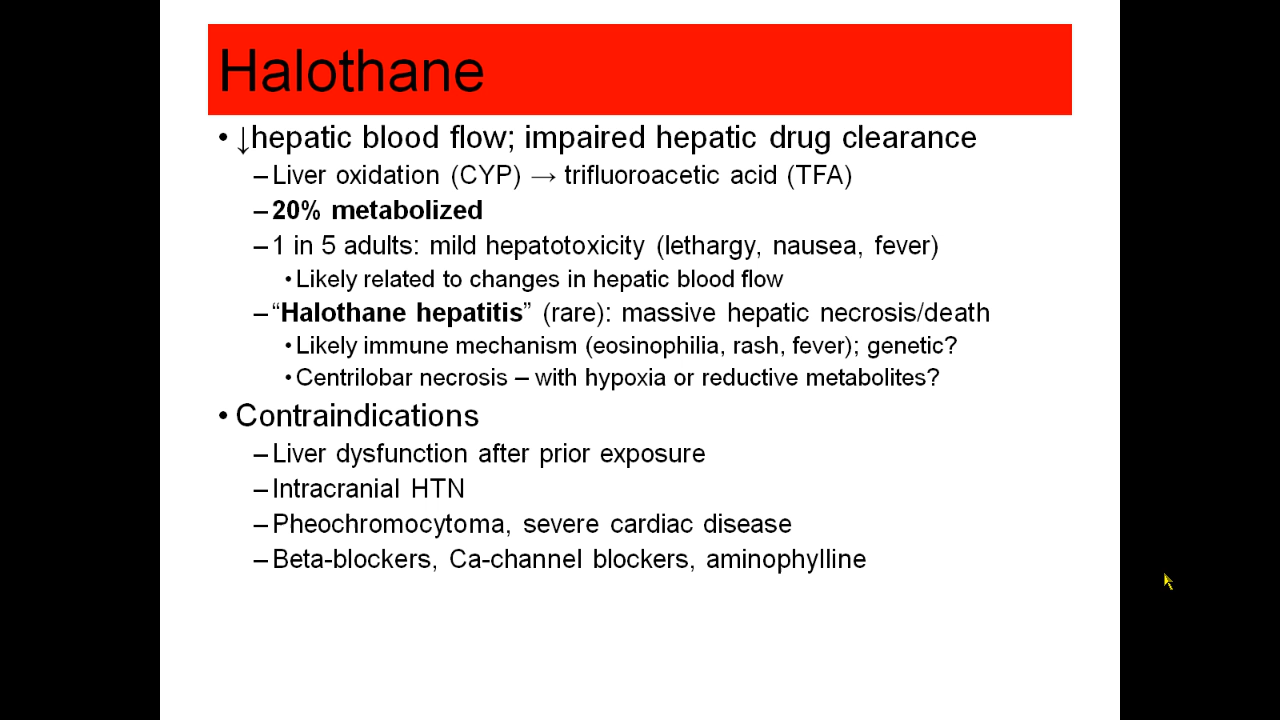 Halothane
• ↓hepatic blood flow; impaired hepatic drug clearance
– Liver oxidation (CYP) → trifluoroacetic acid (TFA)
– 20% metabolized
– 1 in 5 adults: mild hepatotoxicity (lethargy, nausea, fever)
• Likely related to changes in hepatic blood flow
– “Halothane hepatitis” (rare): massive hepatic necrosis/death
• Likely immune mechanism (eosinophilia, rash, fever); genetic?
• Centrilobar necrosis – with hypoxia or reductive metabolites?
• Contraindications
– Liver dysfunction after prior exposure
– Intracranial HTN
– Pheochromocytoma, severe cardiac disease
– Beta-blockers, Ca-channel blockers, aminophylline